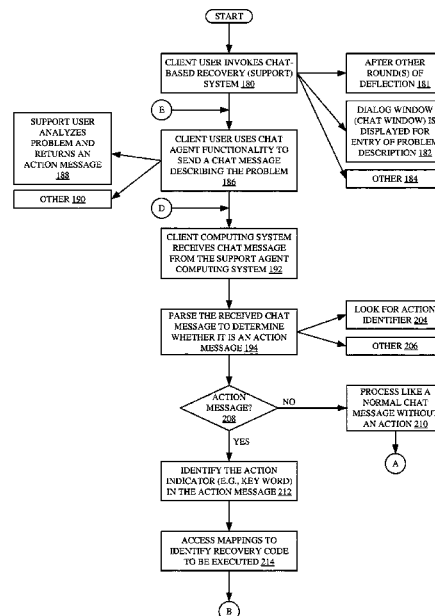 START
CLIENT USER INVOKES CHAT-
BASED RECOVERY (SUPPORT)
SYSTEM 180
AFTER OTHER
ROUND(S) OF
DEFLECTION 181
DIALOG WINDOW
(CHAT WINDOW) IS
DISPLAYED FOR
ENTRY OF PROBLEM
DESCRIPTION 182
OTHER 184
E
SUPPORT USER
ANALYZES
PROBLEM AND
RETURNS AN
ACTION MESSAGE
188
OTHER 190
CLIENT USER USES CHAT
AGENT FUNCTIONALITY TO
SEND A CHAT MESSAGE
DESCRIBING THE PROBLEM
186
D
CLIENT COMPUTING SYSTEM
RECEIVES CHAT MESSAGE
FROM THE SUPPORT AGENT
COMPUTING SYSTEM 192
PARSE THE RECEIVED CHAT
MESSAGE TO DETERMINE
WHETHER IT IS AN ACTION
MESSAGE 194
LOOK FOR ACTION
IDENTIFIER 204
OTHER 206
ACTION
MESSAGE?
208
NO
YES
PROCESS LIKE A
NORMAL CHAT
MESSAGE WITHOUT
AN ACTION 210
A
IDENTIFY THE ACTION
INDICATOR (E.G., KEY WORD)
IN THE ACTION MESSAGE 212
ACCESS MAPPINGS TO
IDENTIFY RECOVERY CODE
TO BE EXECUTED 214
B